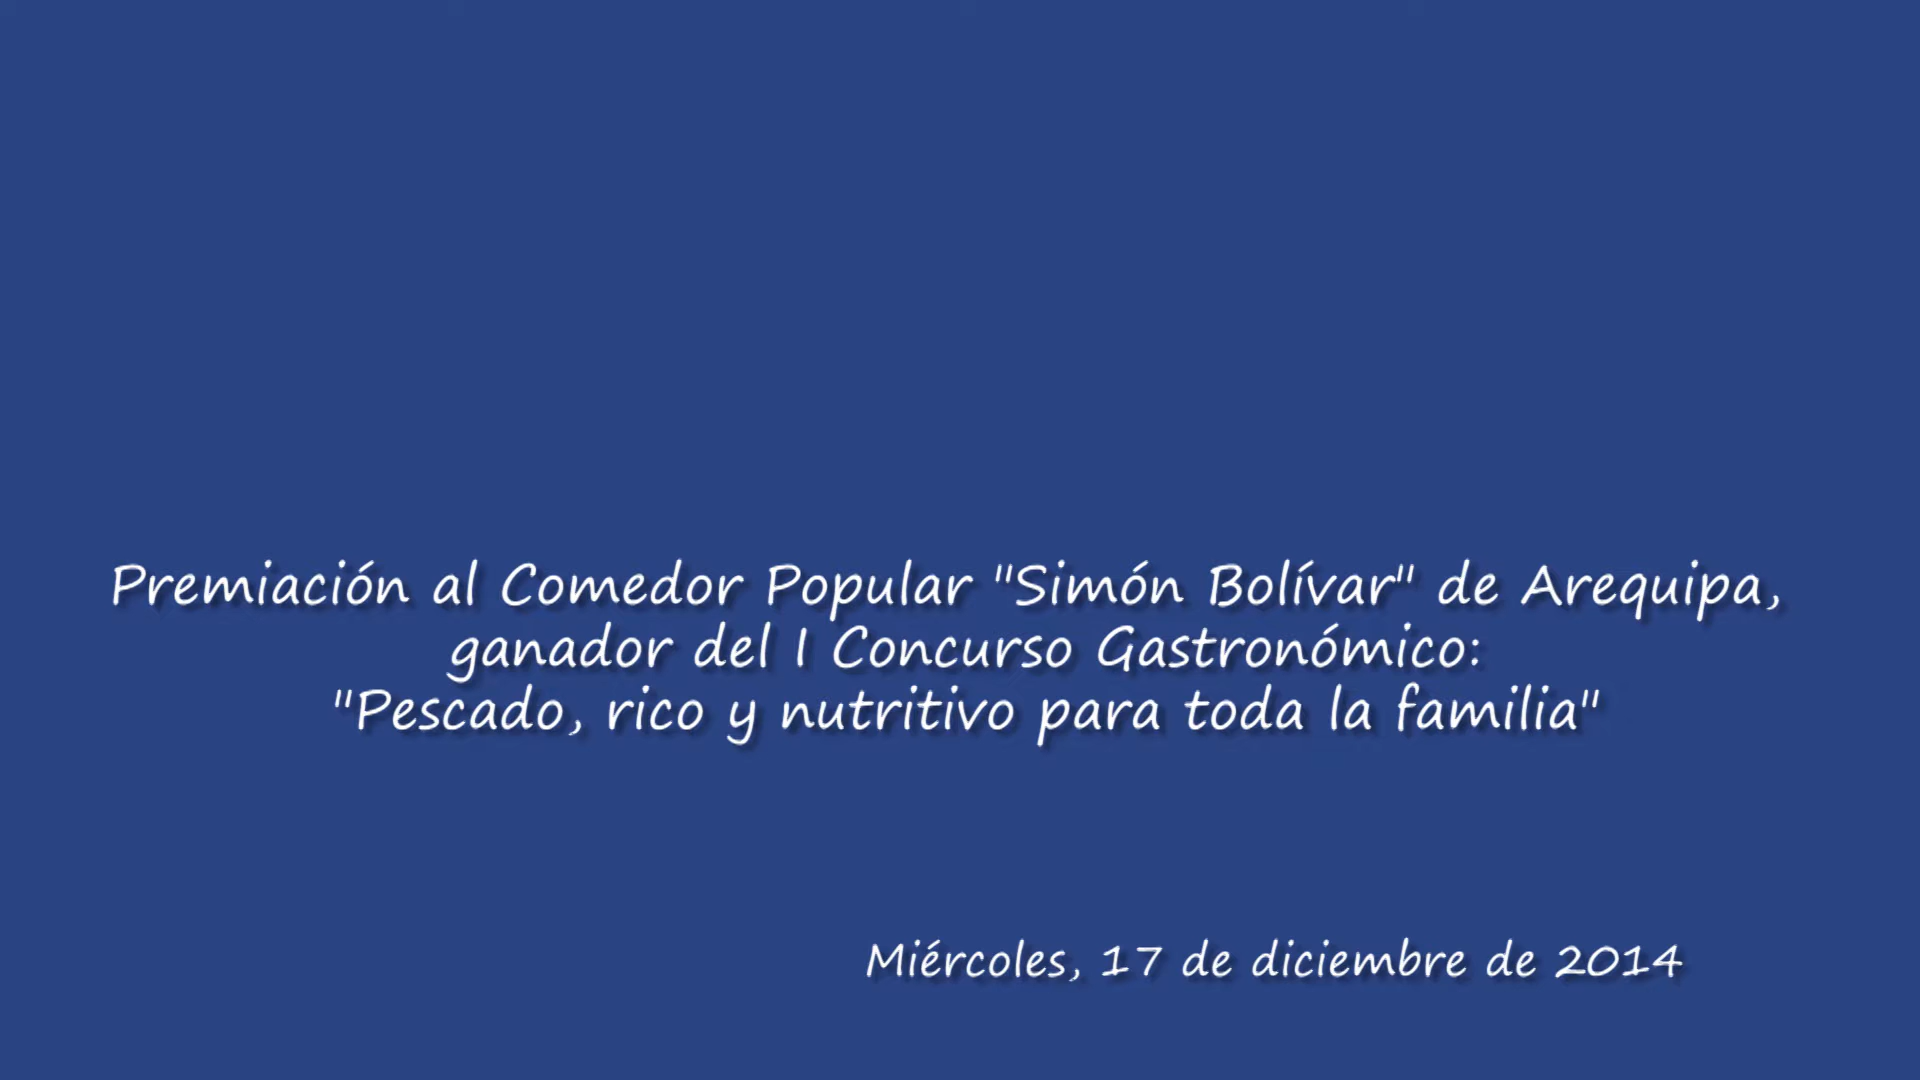 Premiación al Comedor Popular "Simón Bolívar" de Arequipa,
ganador del I Concurso Gastronómico:
"Pescado, rico y nutritivo para toda la familia"
Miércoles, 17 de diciembre de 2014